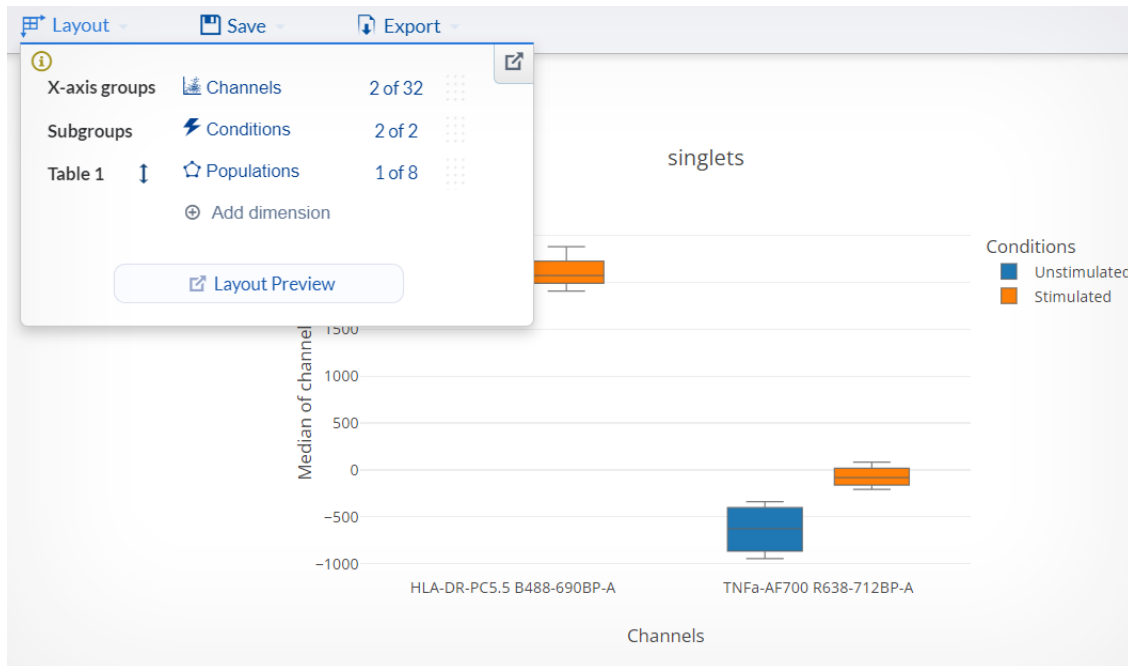 Layout Save Export
X-axis groups Channels 2 of 32
Subgroups Conditions 2 of 2
Table 1 Populations 1 of 8
Add dimension
Layout Preview
singlets
Conditions
Unstimulated
Stimulated
Median of channel
1500
1000
500
0
−500
−1000
HLA-DR-PC5.5 B488-690BP-A TNFa-AF700 R638-712BP-A
Channels